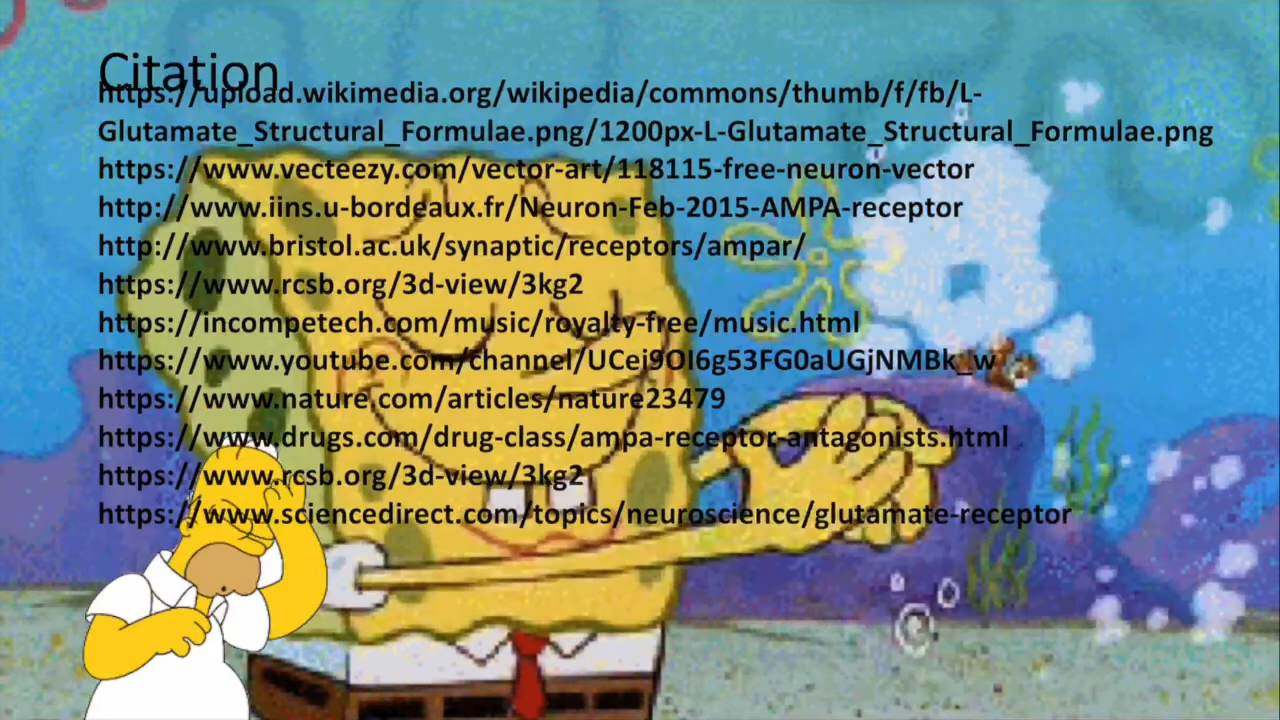 Citation
https://upload.wikimedia.org/wikipedia/commons/thumb/f/fb/L-
Glutamate_Structural_Formulae.png/1200px-L-Glutamate_Structural_Formulae.png
https://www.vecteezy.com/vector-art/118115-free-neuron-vector
http://www.iins.u-bordeaux.fr/Neuron-Feb-2015-AMPA-receptor
http://www.bristol.ac.uk/synaptic/receptors/ampar/
https://www.rcsb.org/3d-view/3kg2
https://incompetech.com/music/royalty-free/music.html
https://www.youtube.com/channel/UCej9OI6g53FG0aUGjNMBk_w
https://www.nature.com/articles/nature23479
https://www.drugs.com/drug-class/ampa-receptor-antagonists.html
https://www.rcsb.org/3d-view/3kg2
https://www.sciencedirect.com/topics/neuroscience/glutamate-receptor